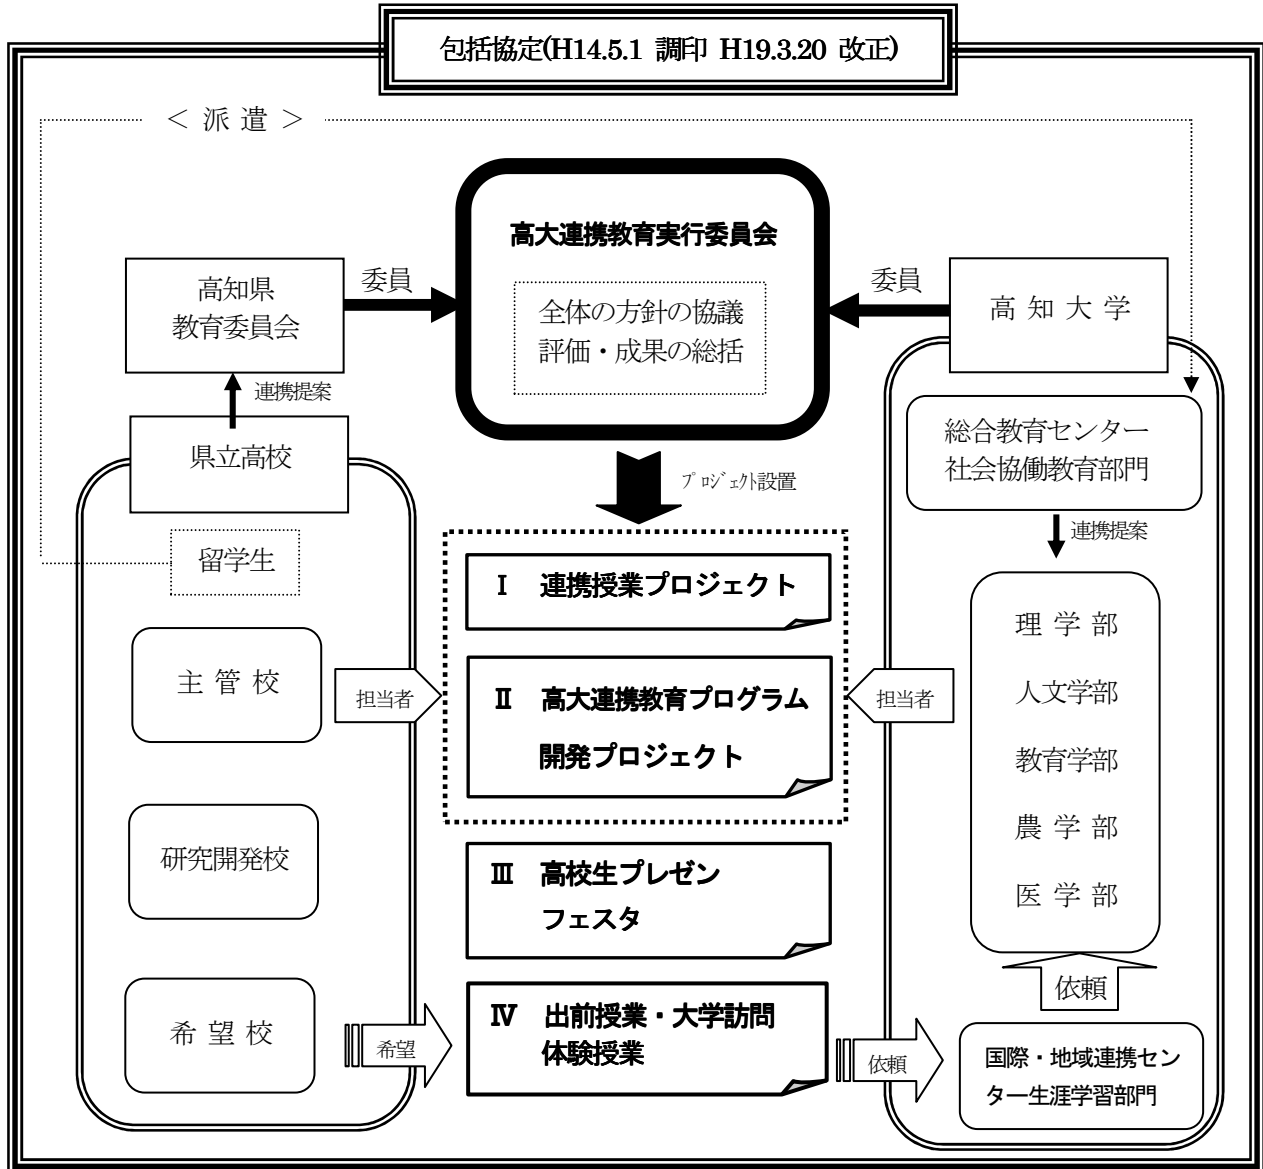 包括協定(H14.5.1 調印 H19.3.20 改正)
＜ 派 遣 ＞
高大連携教育実行委員会
全体の方針の協議
評価・成果の総括
高知県
教育委員会
委員
委員
高 知 大 学
連携提案
県立高校
総合教育センター
社会協働教育部門
プロジェクト設置
連携提案
留学生
Ⅰ 連携授業プロジェクト
理 学 部
主 管 校
担当者
Ⅱ 高大連携教育プログラム
開発プロジェクト
担当者
人文学部
教育学部
研究開発校
農 学 部
Ⅲ 高校生プレゼン
フェスタ
医 学 部
依頼
希 望 校
希望
Ⅳ 出前授業・大学訪問
体験授業
依頼
国際・地域連携セン
ター生涯学習部門